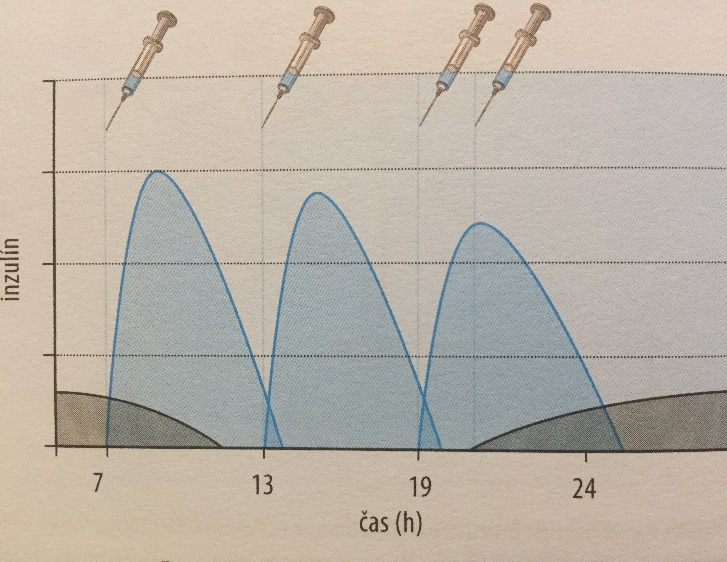 inzulín
7 13 19 24
čas (h)